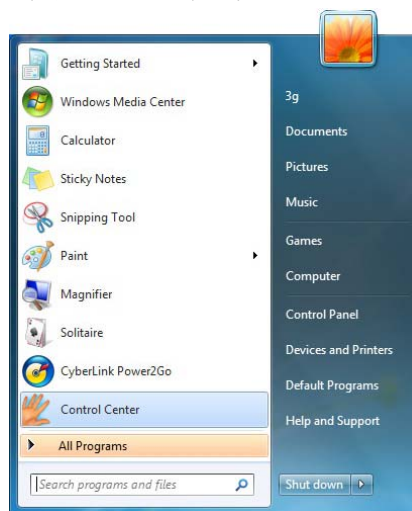 Getting Started
Windows Media Center
Calculator
Sticky Notes
Snipping Tool
Paint
Magnifier
Solitaire
CyberLink Power2Go
Control Center
All Programs
Search programs and files
3g
Documents
Pictures
Music
Games
Computer
Control Panel
Devices and Printers
Default Programs
Help and Support
Shut down